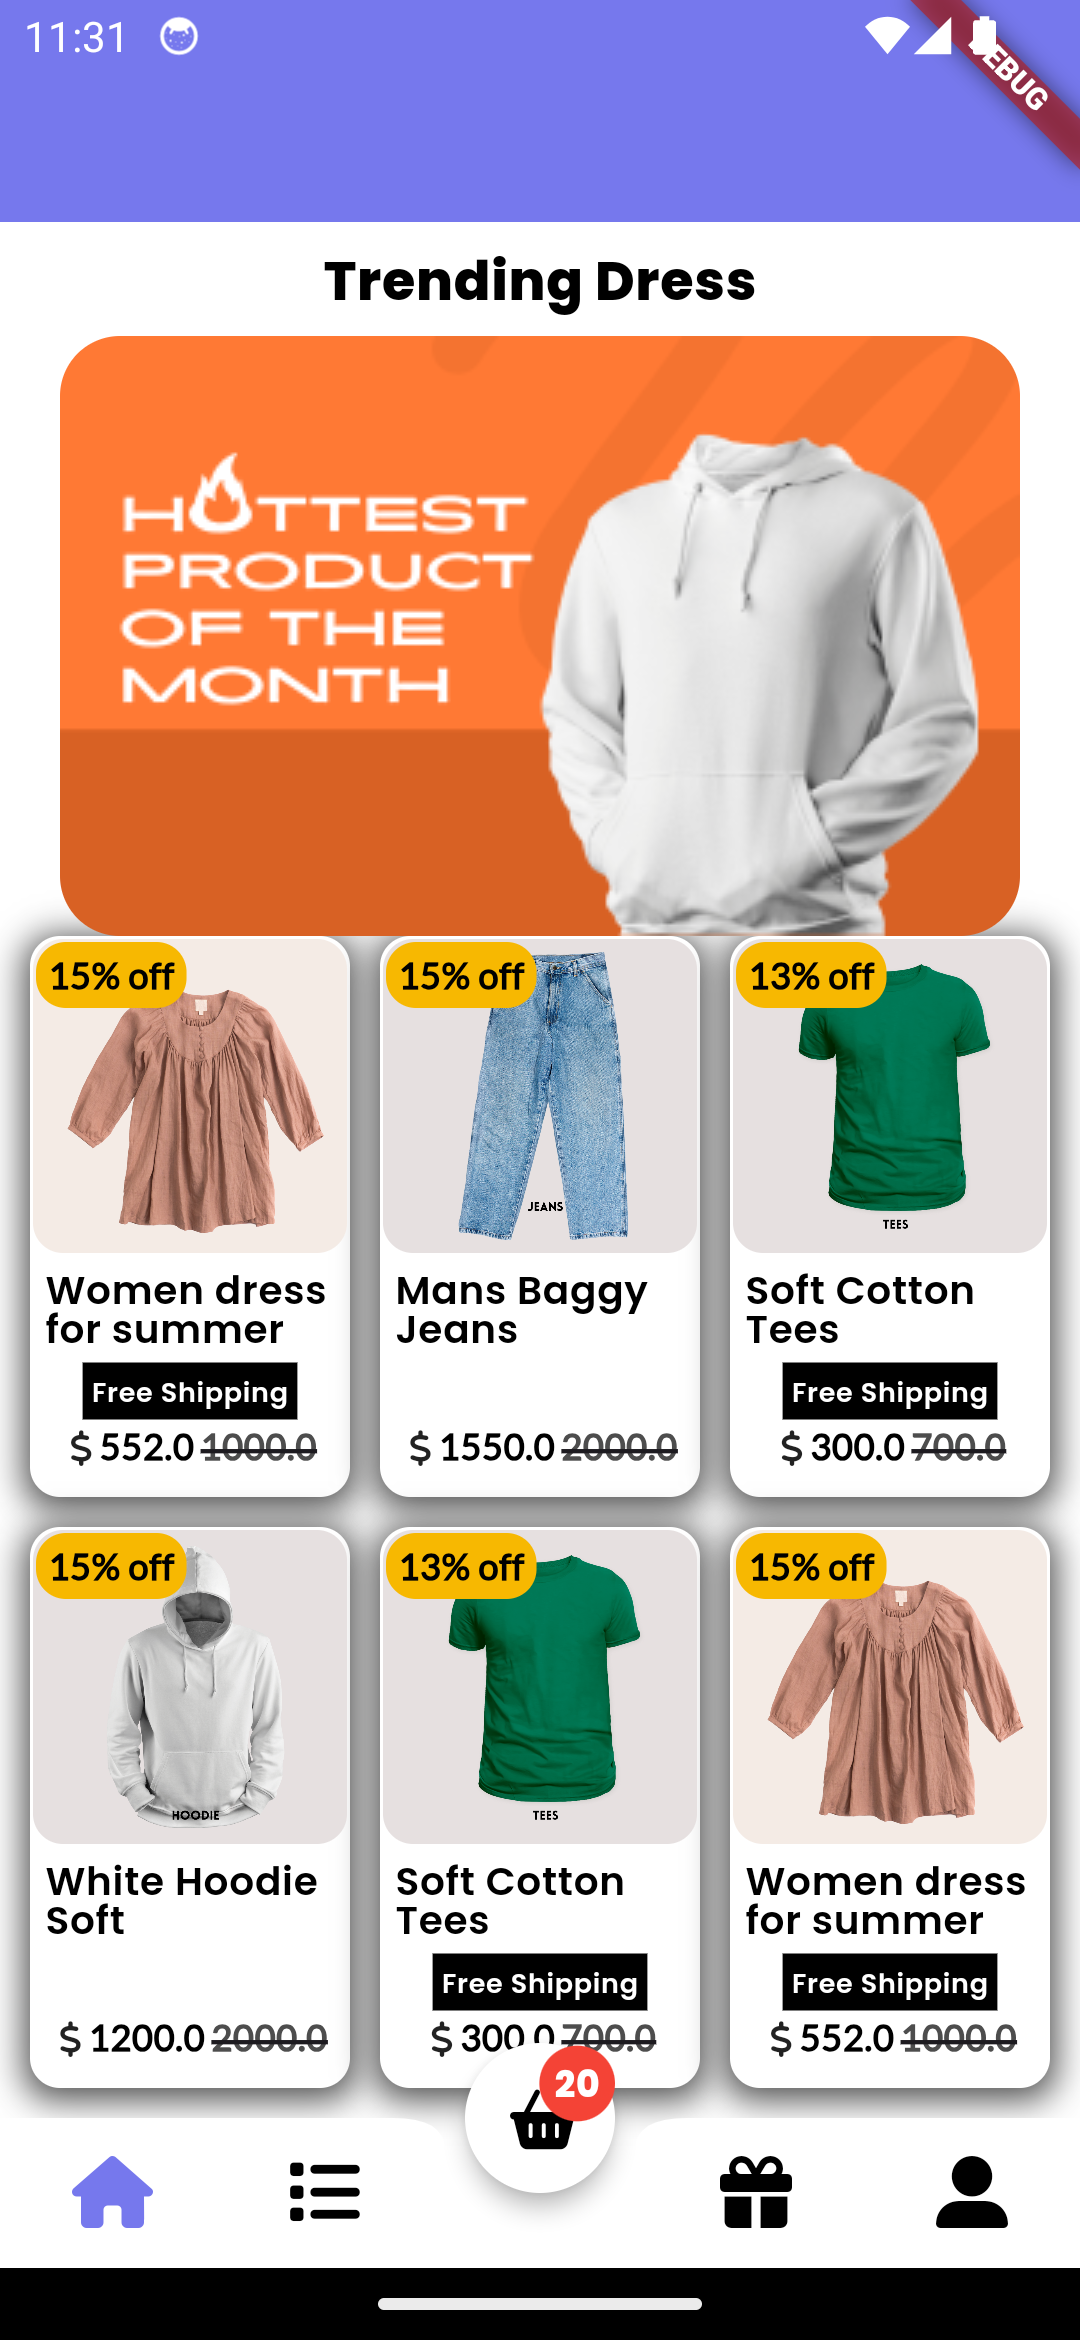 11:31
DEBUG
Trending Dress
HOTTEST
PRODUCT
OF THE
MONTH
15% off
15% off
13% off
JEANS
TEES
Women dress
for summer
Mans Baggy
Jeans
Soft Cotton
Tees
Free Shipping
Free Shipping
$ 552.0 1000.0
$ 1550.0 2000.0
$ 300.0 700.0
15% off
13% off
15% off
HOODIE
TEES
White Hoodie
Soft
Soft Cotton
Tees
Women dress
for summer
Free Shipping
Free Shipping
$ 1200.0 2000.0
$ 300.0 700.0
$ 552.0 1000.0
20